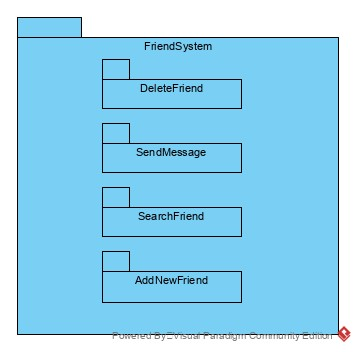 FriendSystem
DeleteFriend
SendMessage
SearchFriend
AddNewFriend
Powered By Visual Paradigm Community Edition